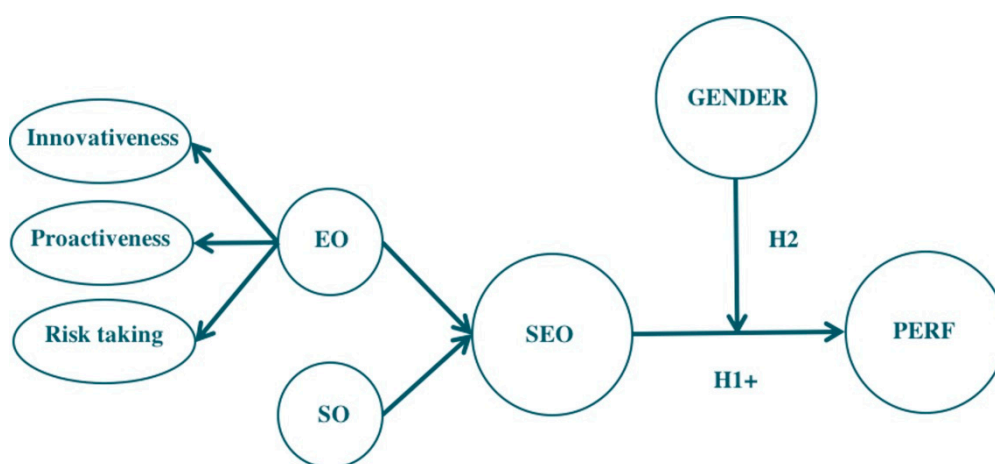 GENDER
Innovativeness
Proactiveness
EO
H2
Risk taking
SEO
PERF
H1+
SO